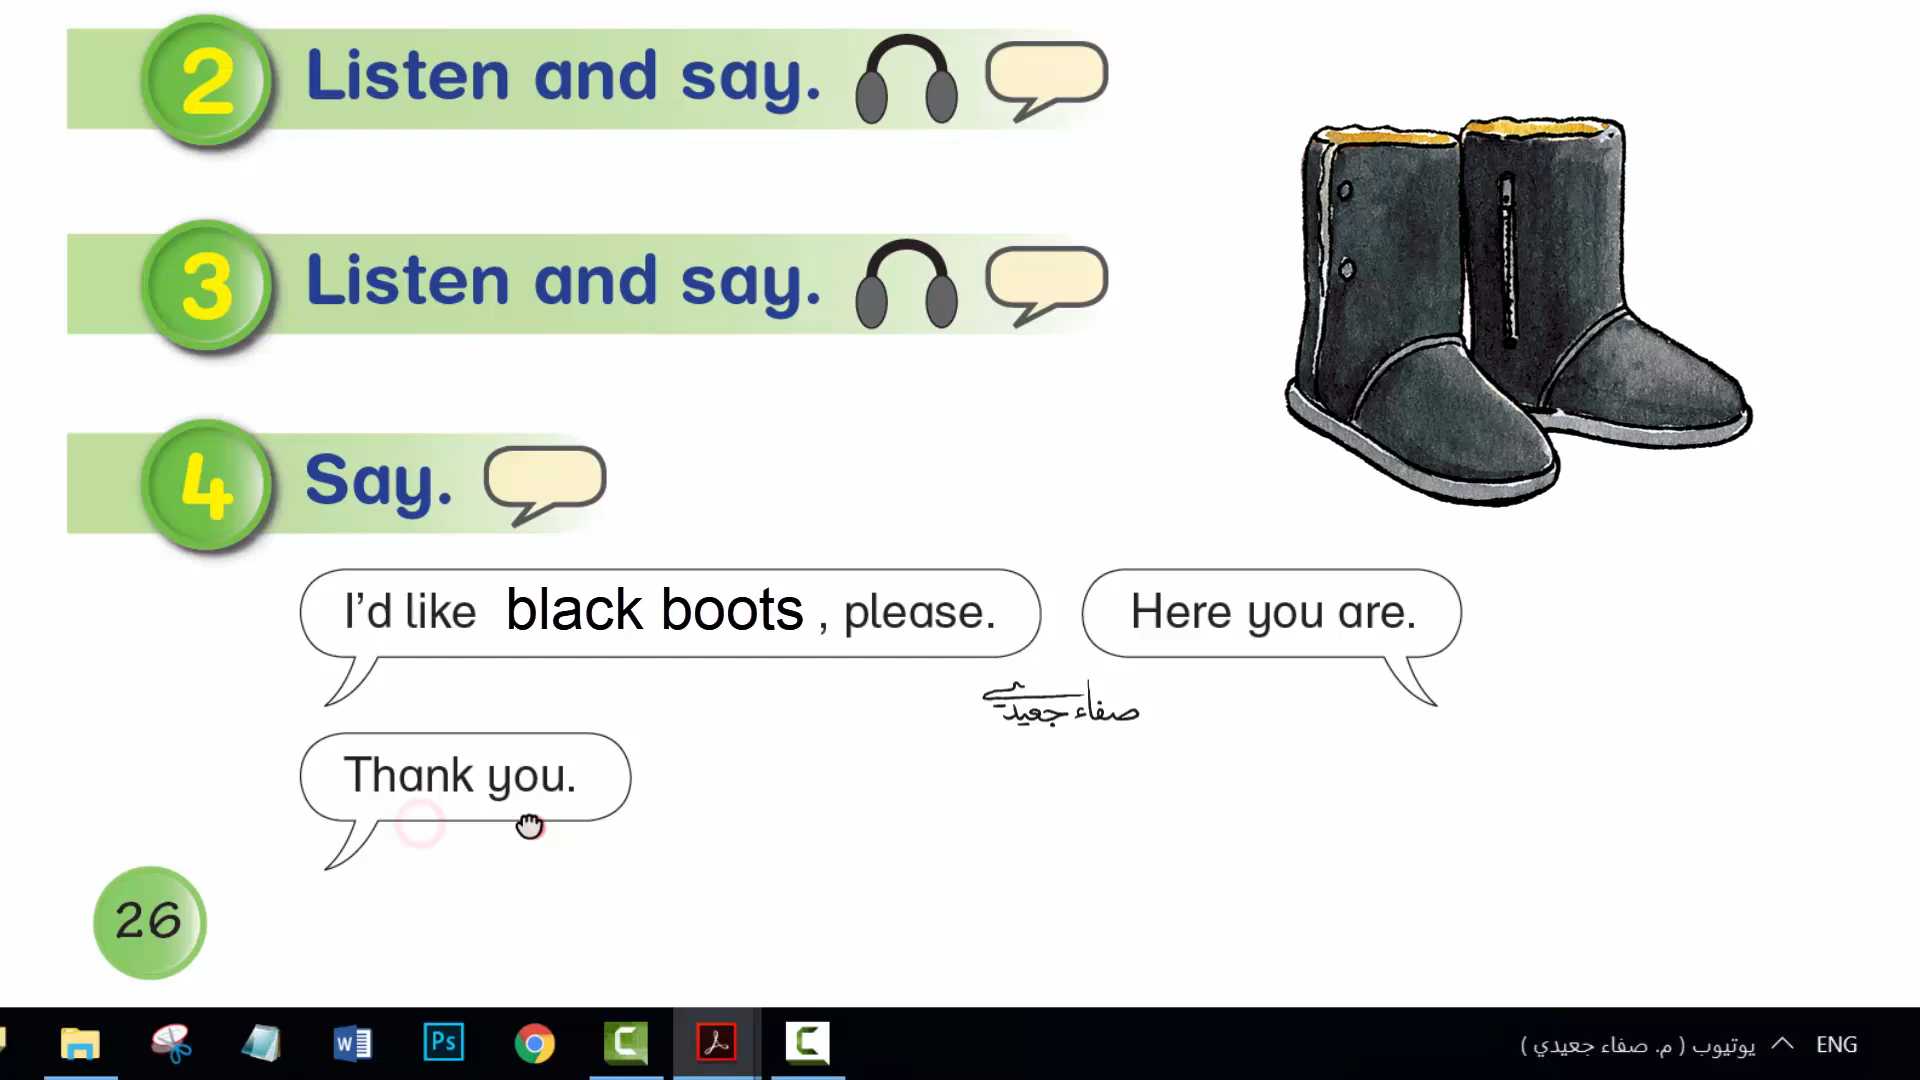 2 Listen and say.
3 Listen and say.
4 Say.
I'd like black boots , please.
Here you are.
صفاء جعيدي
Thank you.
26
W Ps
يوتيوب ( م. صفاء جعيدي )
ENG